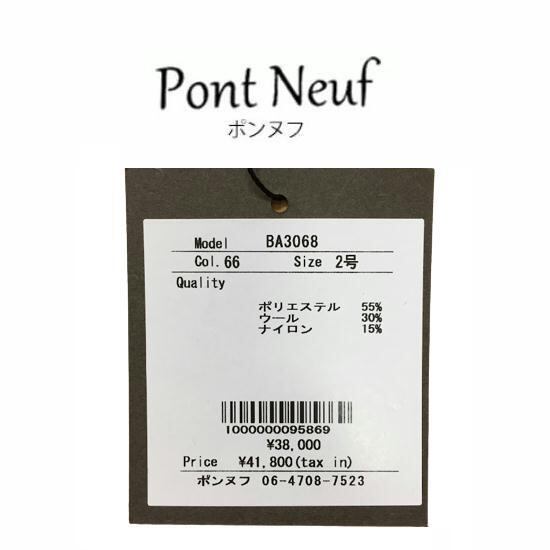 Pont Neuf
ポンヌフ
Model BA3068
Col. 66 Size 2号
Quality
ポリエステル 55%
ウール 30%
ナイロン 15%
1000000095869
¥38,000
Price ¥41,800(tax in)
ポンヌフ 06-4708-7523